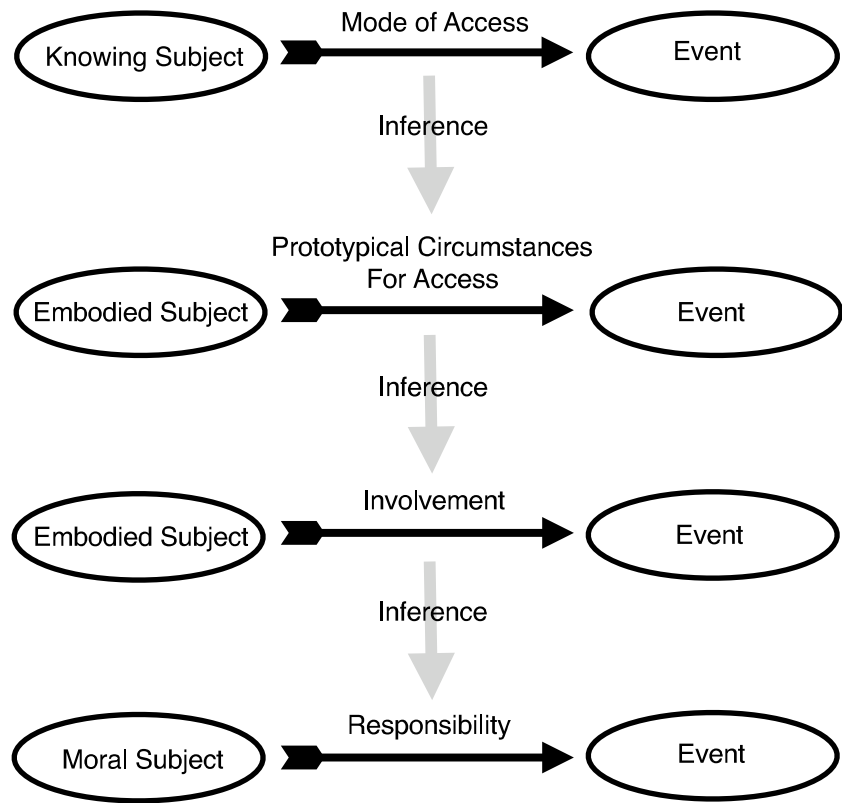 Mode of Access
Knowing Subject
Event
Inference
Prototypical Circumstances
For Access
Embodied Subject
Event
Inference
Involvement
Embodied Subject
Event
Inference
Responsibility
Moral Subject
Event